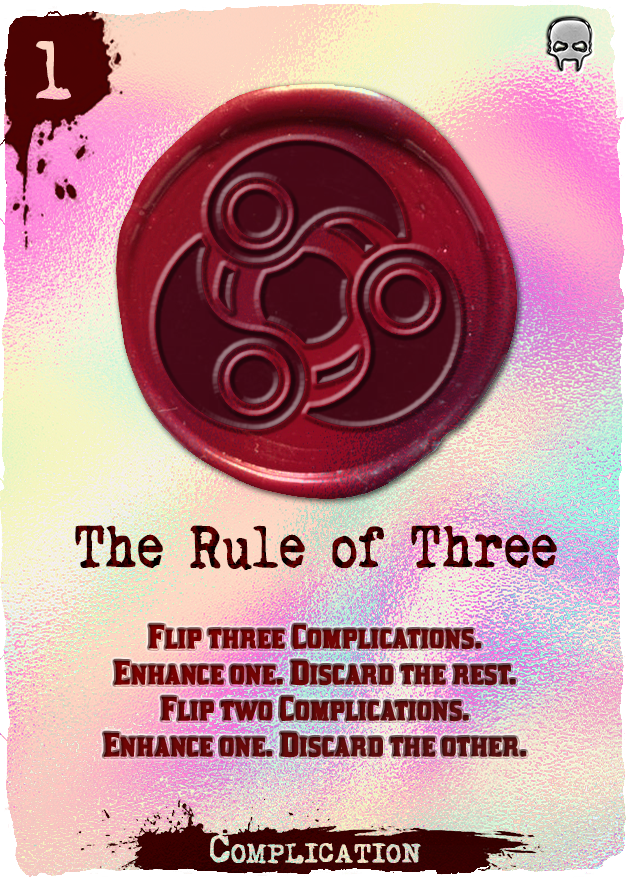 1
The Rule of Three
Flip three Complications.
Enhance one. Discard the rest.
Flip two Complications.
Enhance one. Discard the other.
Complication